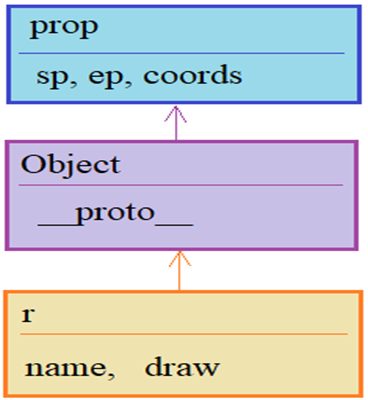 prop
sp, ep, coords
Object
__proto__
r
name, draw